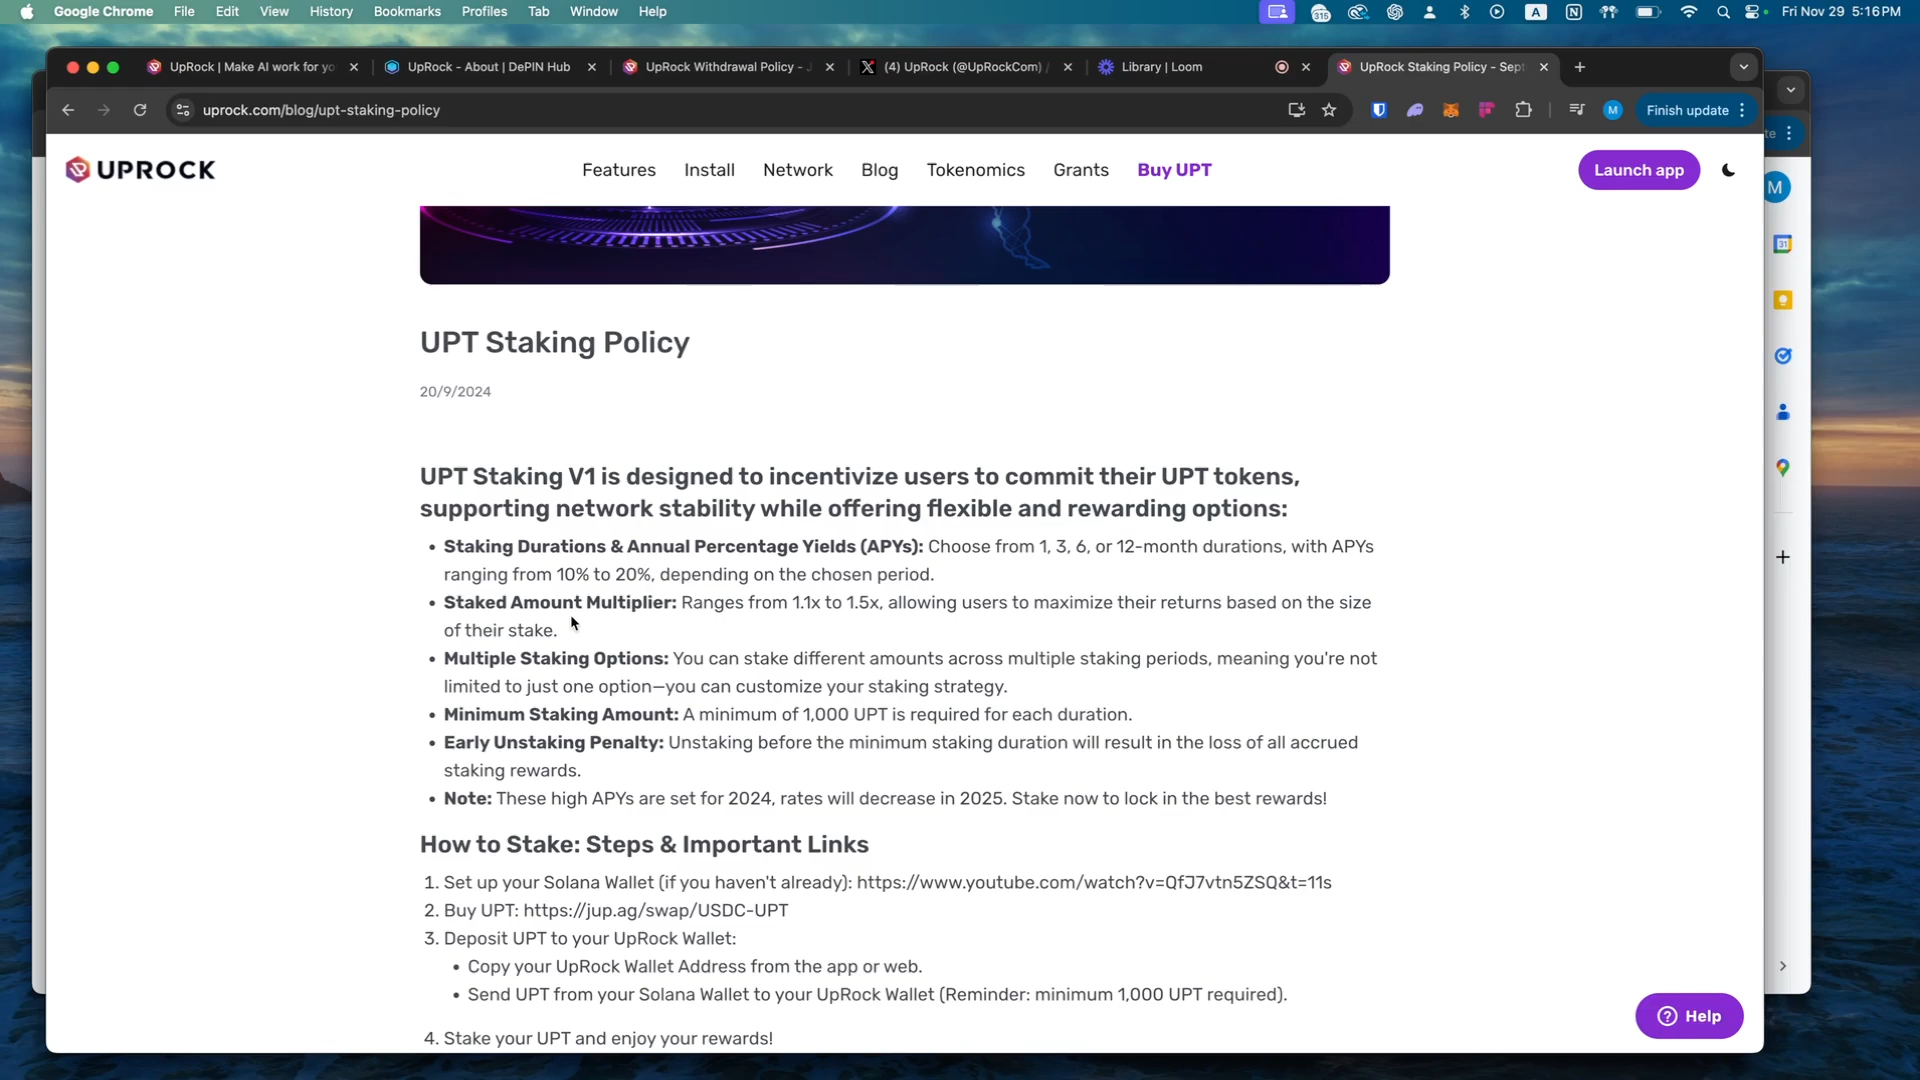 Google Chrome File Edit View History Bookmarks Profiles Tab Window Help 315 A Fri Nov 29 5:16 PM
UpRock | Make AI work for yo UpRock - About | DePIN Hub UpRock Withdrawal Policy - J (4) UpRock (@UpRockCom) / Library | Loom UpRock Staking Policy - Sept
uprock.com/blog/upt-staking-policy M Finish update
UPROCK Features Install Network Blog Tokenomics Grants Buy UPT Launch app
M
31
UPT Staking Policy
20/9/2024
UPT Staking V1 is designed to incentivize users to commit their UPT tokens,
supporting network stability while offering flexible and rewarding options:
• Staking Durations & Annual Percentage Yields (APYs): Choose from 1, 3, 6, or 12-month durations, with APYs
ranging from 10% to 20%, depending on the chosen period.
• Staked Amount Multiplier: Ranges from 1.1x to 1.5x, allowing users to maximize their returns based on the size
of their stake.
• Multiple Staking Options: You can stake different amounts across multiple staking periods, meaning you're not
limited to just one option—you can customize your staking strategy.
• Minimum Staking Amount: A minimum of 1,000 UPT is required for each duration.
• Early Unstaking Penalty: Unstaking before the minimum staking duration will result in the loss of all accrued
staking rewards.
• Note: These high APYs are set for 2024, rates will decrease in 2025. Stake now to lock in the best rewards!
How to Stake: Steps & Important Links
1. Set up your Solana Wallet (if you haven't already): https://www.youtube.com/watch?v=QfJ7vtn5ZSQ&t=11s
2. Buy UPT: https://jup.ag/swap/USDC-UPT
3. Deposit UPT to your UpRock Wallet:
• Copy your UpRock Wallet Address from the app or web.
• Send UPT from your Solana Wallet to your UpRock Wallet (Reminder: minimum 1,000 UPT required).
4. Stake your UPT and enjoy your rewards!
Help